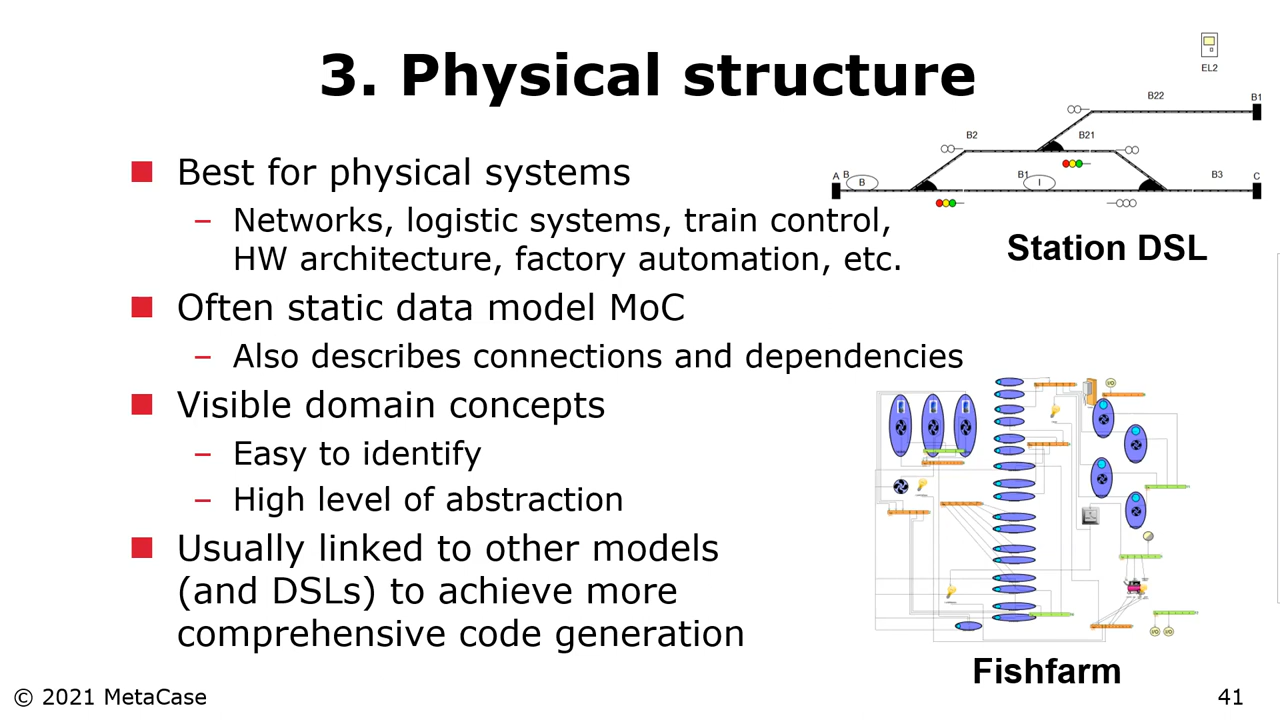 3. Physical structure
Best for physical systems
– Networks, logistic systems, train control,
HW architecture, factory automation, etc.
Often static data model MoC
– Also describes connections and dependencies
Visible domain concepts
– Easy to identify
– High level of abstraction
Usually linked to other models
(and DSLs) to achieve more
comprehensive code generation
EL2
B22
B1
B2
B21
A
B
B
B1
I
B3
C
Station DSL
I/O
I/O
I/O
Fishfarm
© 2021 MetaCase
41